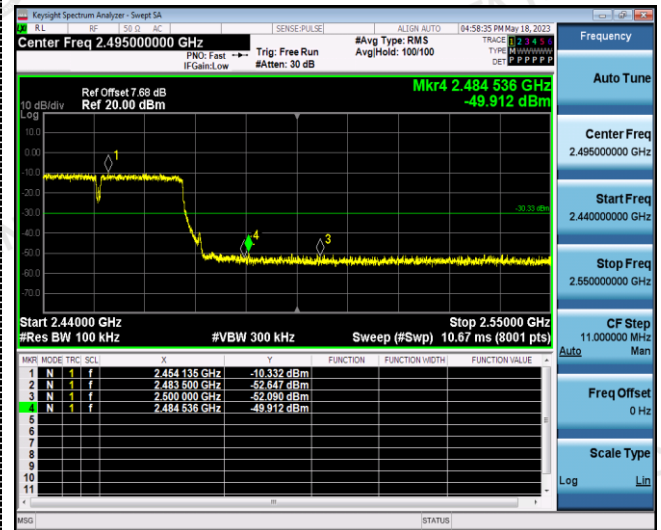 Keysight Spectrum Analyzer - Swept SA
RL RF 50 Ω AC SENSE:PULSE ALIGN AUTO 04:58:35 PM May 18, 2023
Center Freq 2.495000000 GHz
PNO: Fast
IFGain:Low
Trig: Free Run
#Atten: 30 dB
#Avg Type: RMS
Avg|Hold: 100/100
TRACE 1 2 3 4 5 6
TYPE M W W W W W
DET P P P P P P
Mkr4 2.484 536 GHz
-49.912 dBm
Ref Offset 7.68 dB
10 dB/div Ref 20.00 dBm
Log
10.0
0.00
-10.0
-20.0
-30.0
-40.0
-50.0
-60.0
-70.0
1
4
3
-30.33 dBm
Start 2.44000 GHz Stop 2.55000 GHz
#Res BW 100 kHz #VBW 300 kHz Sweep (#Swp) 10.67 ms (8001 pts)
MKR MODE TRC SCL X Y FUNCTION FUNCTION WIDTH FUNCTION VALUE
1 N 1 f 2.454 135 GHz -10.332 dBm
2 N 1 f 2.483 500 GHz -52.647 dBm
3 N 1 f 2.500 000 GHz -52.090 dBm
4 N 1 f 2.484 536 GHz -49.912 dBm
5
6
7
8
9
10
11
MSG STATUS
Frequency
Auto Tune
Center Freq
2.495000000 GHz
Start Freq
2.440000000 GHz
Stop Freq
2.550000000 GHz
CF Step
11.000000 MHz
Auto Man
Freq Offset
0 Hz
Scale Type
Log Lin